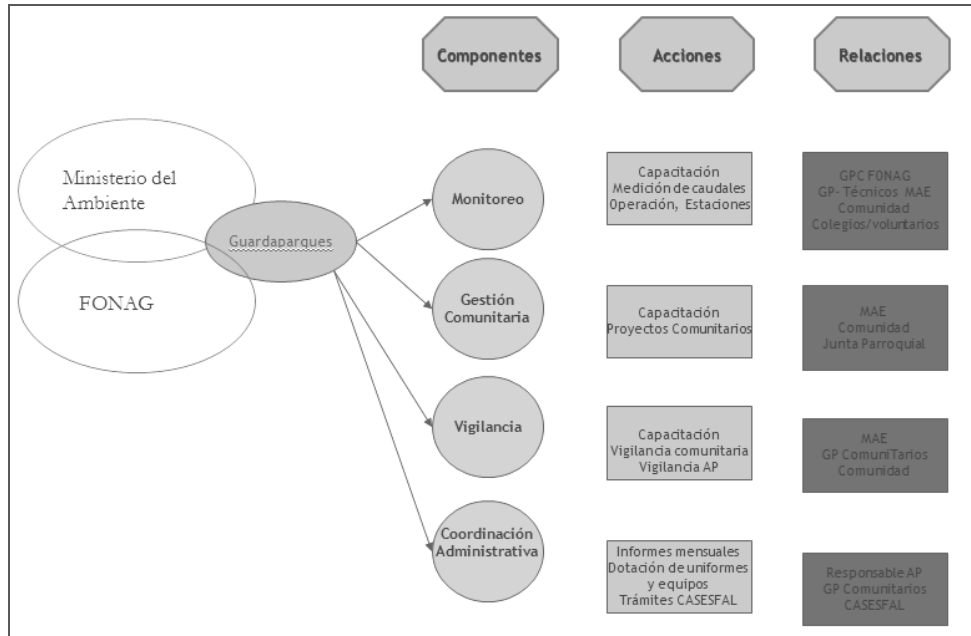 Componentes
Acciones
Relaciones
Ministerio del
Ambiente
FONAG
Guardaparques
Monitoreo
Capacitación
Medición de caudales
Operación, Estaciones
GPC FONAG
GP- Técnicos MAE
Comunidad
Colegios/voluntarios
Gestión
Comunitaria
Capacitación
Proyectos Comunitarios
MAE
Comunidad
Junta Parroquial
Vigilancia
Capacitación
Vigilancia comunitaria
Vigilancia AP
MAE
GP ComuniTarios
Comunidad
Coordinación
Administrativa
Informes mensuales
Dotación de uniformes
y equipos
Trámites CASESFAL
Responsable AP
GP Comunitarios
CASESFAL